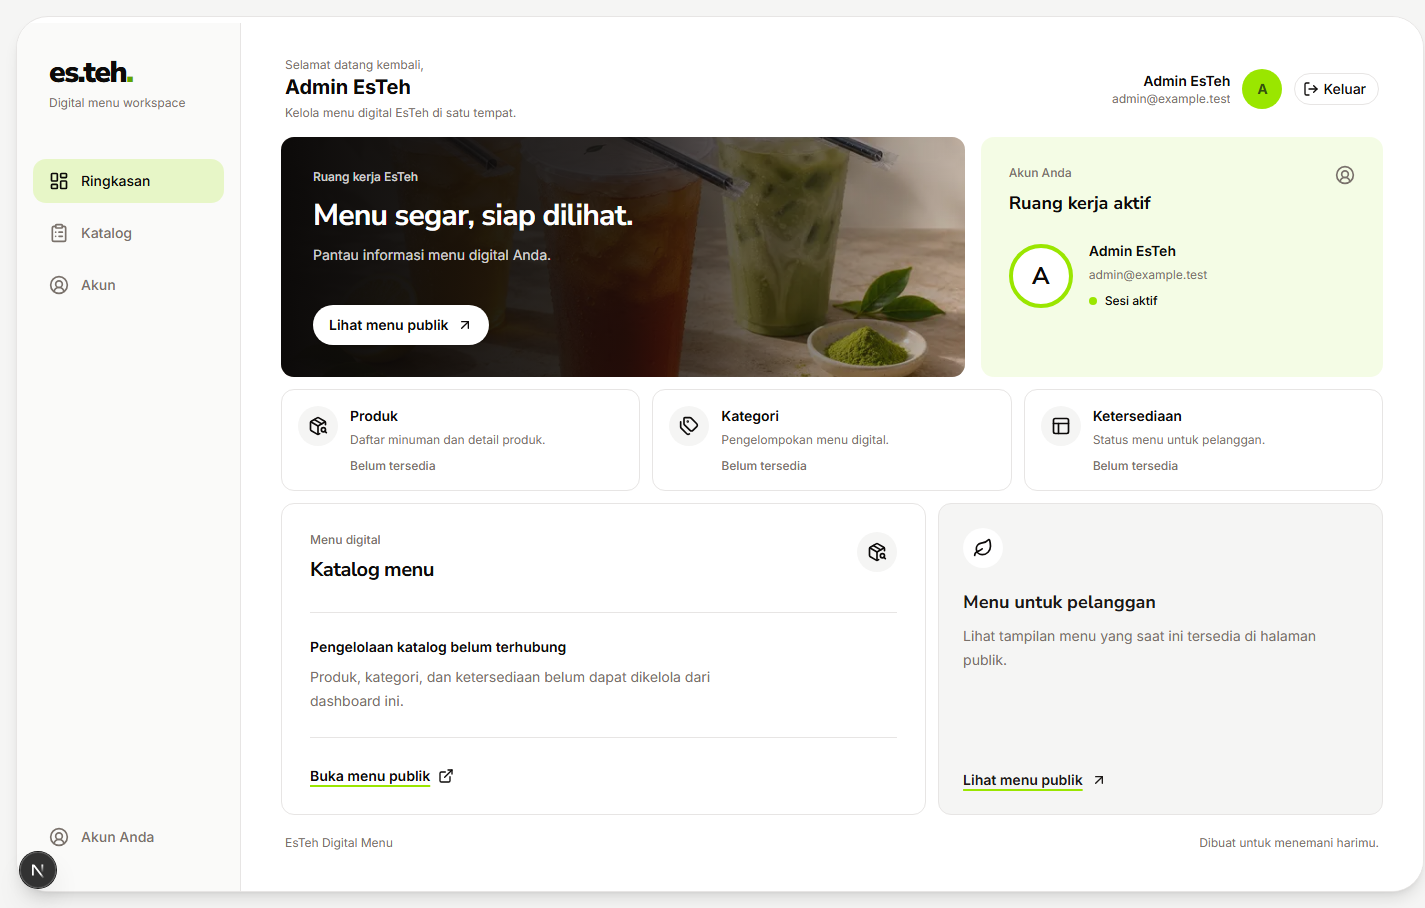 es.teh.
Digital menu workspace
Ringkasan
Katalog
Akun
Akun Anda
N
Selamat datang kembali,
Admin EsTeh
Kelola menu digital EsTeh di satu tempat.
Admin EsTeh
admin@example.test
A
Keluar
Ruang kerja EsTeh
Menu segar, siap dilihat.
Pantau informasi menu digital Anda.
Lihat menu publik
Akun Anda
Ruang kerja aktif
A
Admin EsTeh
admin@example.test
Sesi aktif
Produk
Daftar minuman dan detail produk.
Belum tersedia
Kategori
Pengelompokan menu digital.
Belum tersedia
Ketersediaan
Status menu untuk pelanggan.
Belum tersedia
Menu digital
Katalog menu
Pengelolaan katalog belum terhubung
Produk, kategori, dan ketersediaan belum dapat dikelola dari
dashboard ini.
Buka menu publik
Menu untuk pelanggan
Lihat tampilan menu yang saat ini tersedia di halaman
publik.
Lihat menu publik
EsTeh Digital Menu
Dibuat untuk menemani harimu.